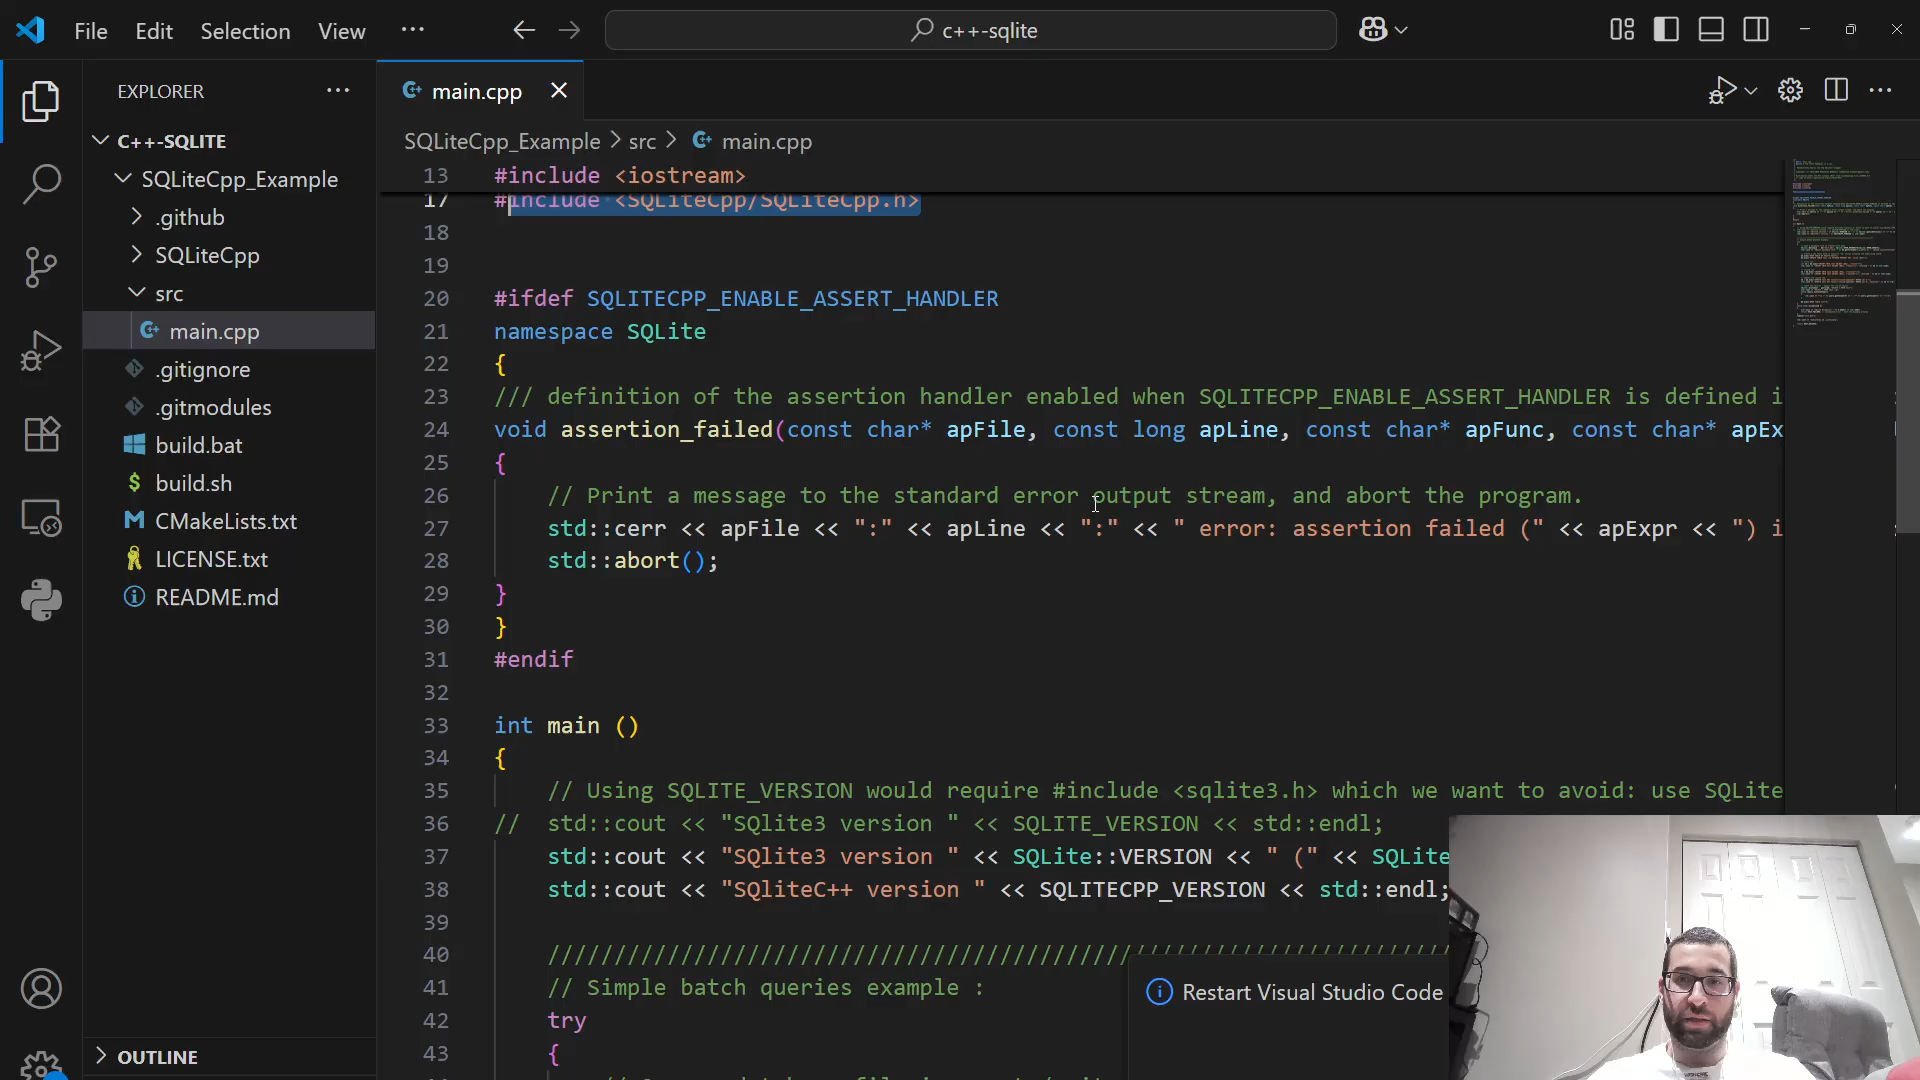 File Edit Selection View ···
c++-sqlite
EXPLORER ···
C++-SQLITE
SQLiteCpp_Example
.github
SQLiteCpp
src
main.cpp
.gitignore
.gitmodules
build.bat
build.sh
CMakeLists.txt
LICENSE.txt
README.md
OUTLINE
main.cpp
SQLiteCpp_Example > src > main.cpp
13 #include <iostream>
17 #include <SQLiteCpp/SQLiteCpp.h>
18
19
20 #ifdef SQLITECPP_ENABLE_ASSERT_HANDLER
21 namespace SQLite
22 {
23 /// definition of the assertion handler enabled when SQLITECPP_ENABLE_ASSERT_HANDLER is defined i
24 void assertion_failed(const char* apFile, const long apLine, const char* apFunc, const char* apEx
25 {
26 // Print a message to the standard error output stream, and abort the program.
27 std::cerr << apFile << ":" << apLine << ":" << " error: assertion failed (" << apExpr << ") i
28 std::abort();
29 }
30 }
31 #endif
32
33 int main ()
34 {
35 // Using SQLITE_VERSION would require #include <sqlite3.h> which we want to avoid: use SQLite
36 // std::cout << "SQlite3 version " << SQLITE_VERSION << std::endl;
37 std::cout << "SQlite3 version " << SQLite::VERSION << " (" << SQLite
38 std::cout << "SQliteC++ version " << SQLITECPP_VERSION << std::endl;
39
40 ////////////////////////////////////////////////////////////////////
41 // Simple batch queries example :
42 try
43 {
Restart Visual Studio Code